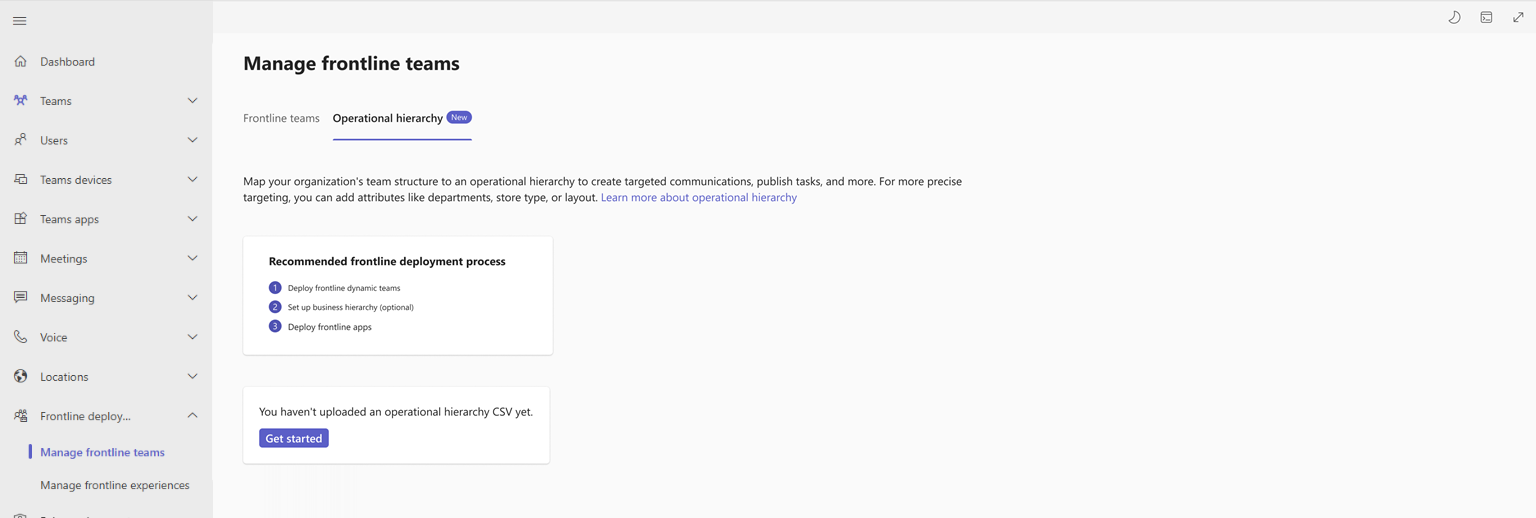 Dashboard
Teams
Users
Teams devices
Teams apps
Meetings
Messaging
Voice
Locations
Frontline deploy...
Manage frontline teams
Manage frontline experiences
Manage frontline teams
Frontline teams
Operational hierarchy New
Map your organization's team structure to an operational hierarchy to create targeted communications, publish tasks, and more. For more precise
targeting, you can add attributes like departments, store type, or layout. Learn more about operational hierarchy
Recommended frontline deployment process
1 Deploy frontline dynamic teams
2 Set up business hierarchy (optional)
3 Deploy frontline apps
You haven't uploaded an operational hierarchy CSV yet.
Get started